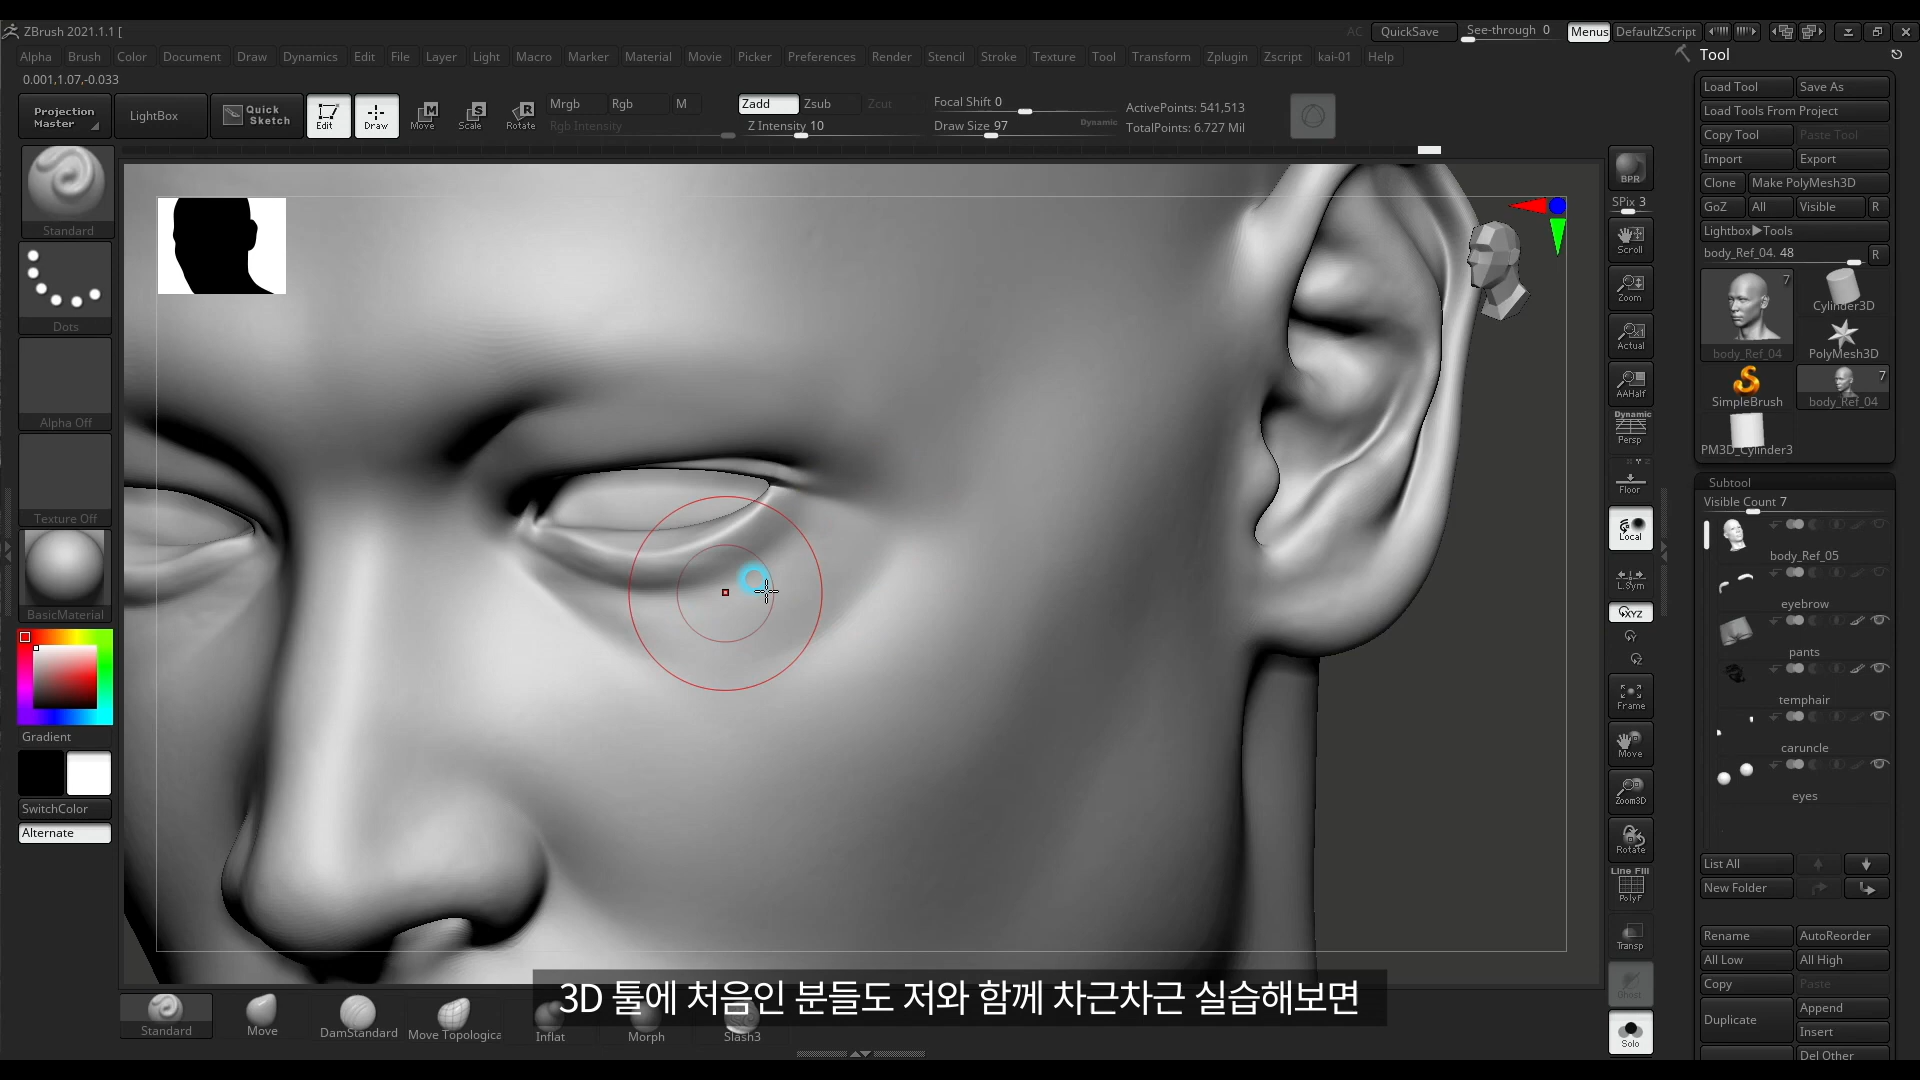 ZBrush 2021.1.1 [
AC QuickSave See-through 0 Menus DefaultZScript
Alpha Brush Color Document Draw Dynamics Edit File Layer Light Macro Marker Material Movie Picker Preferences Render Stencil Stroke Texture Tool Transform Zplugin Zscript kai-01 Help
0.001,1.07,-0.033
Projection Master
LightBox
Quick Sketch
Edit
Draw
Move
Scale
Rotate
Mrgb Rgb M
Rgb Intensity
Zadd Zsub Zcut
Z Intensity 10
Focal Shift 0
Draw Size 97
Dynamic
ActivePoints: 541,513
TotalPoints: 6.727 Mil
Standard
Dots
Alpha Off
Texture Off
BasicMaterial
Gradient
SwitchColor
Alternate
BPR
SPix 3
Scroll
Zoom
Actual
AAHalf
Dynamic
Persp
Floor
Local
L.Sym
XYZ
Frame
Move
Zoom3D
Rotate
Line Fill
PolyF
Transp
Ghost
Solo
Tool
Load Tool Save As
Load Tools From Project
Copy Tool Paste Tool
Import Export
Clone Make PolyMesh3D
GoZ All Visible R
Lightbox▶Tools
body_Ref_04. 48 R
7
body_Ref_04
Cylinder3D
PolyMesh3D
SimpleBrush
7
body_Ref_04
PM3D_Cylinder3
Subtool
Visible Count 7
body_Ref_05
eyebrow
pants
temphair
caruncle
eyes
List All
New Folder
Rename AutoReorder
All Low All High
Copy Paste
Duplicate Append
Insert
Del Other
Standard Move DamStandard Move Topologica Inflat Morph Slash3
3D 툴에 처음인 분들도 저와 함께 차근차근 실습해보면